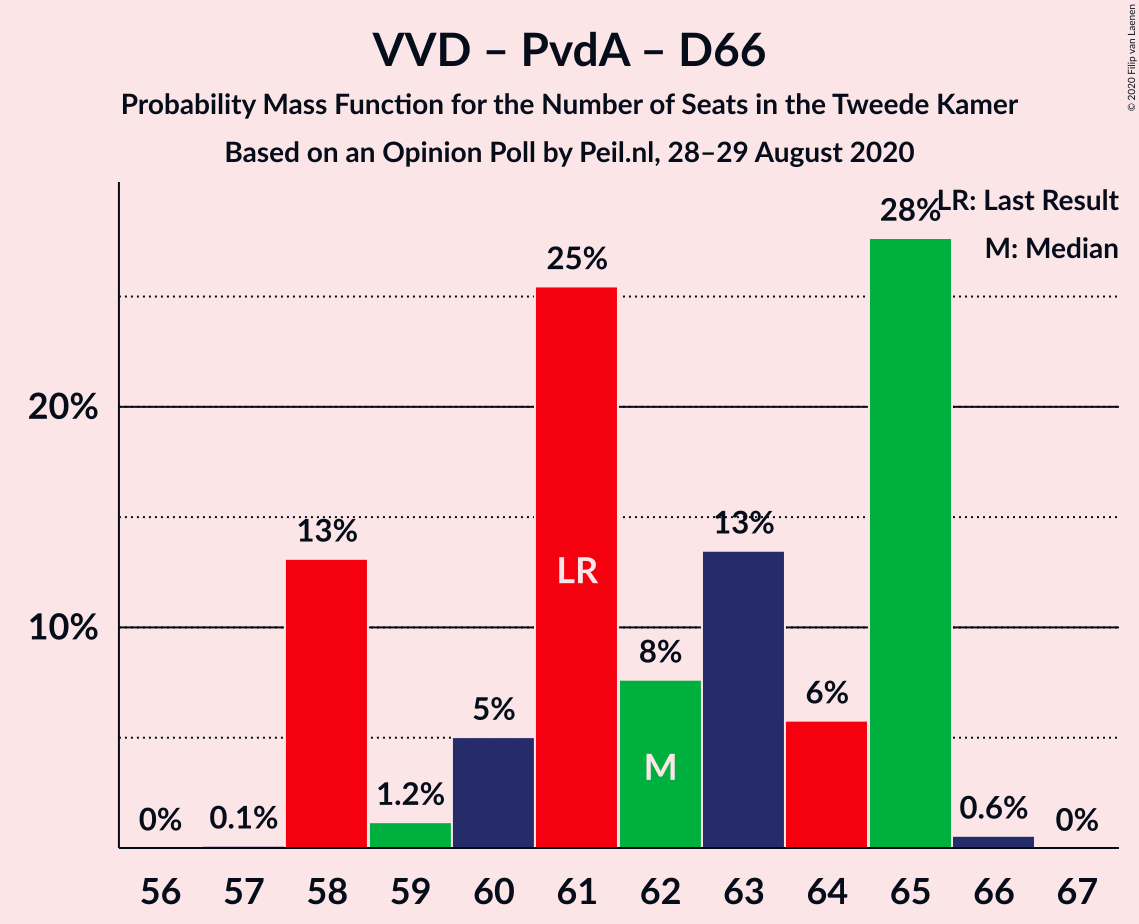 VVD – PvdA – D66
Probability Mass Function for the Number of Seats in the Tweede Kamer
Based on an Opinion Poll by Peil.nl, 28–29 August 2020
© 2020 Filip van Laenen
LR: Last Result
M: Median
28%
25%
20%
13%
13%
LR
10%
8%
6%
5%
M
1.2%
0%
0.1%
0.6%
0%
56 57 58 59 60 61 62 63 64 65 66 67